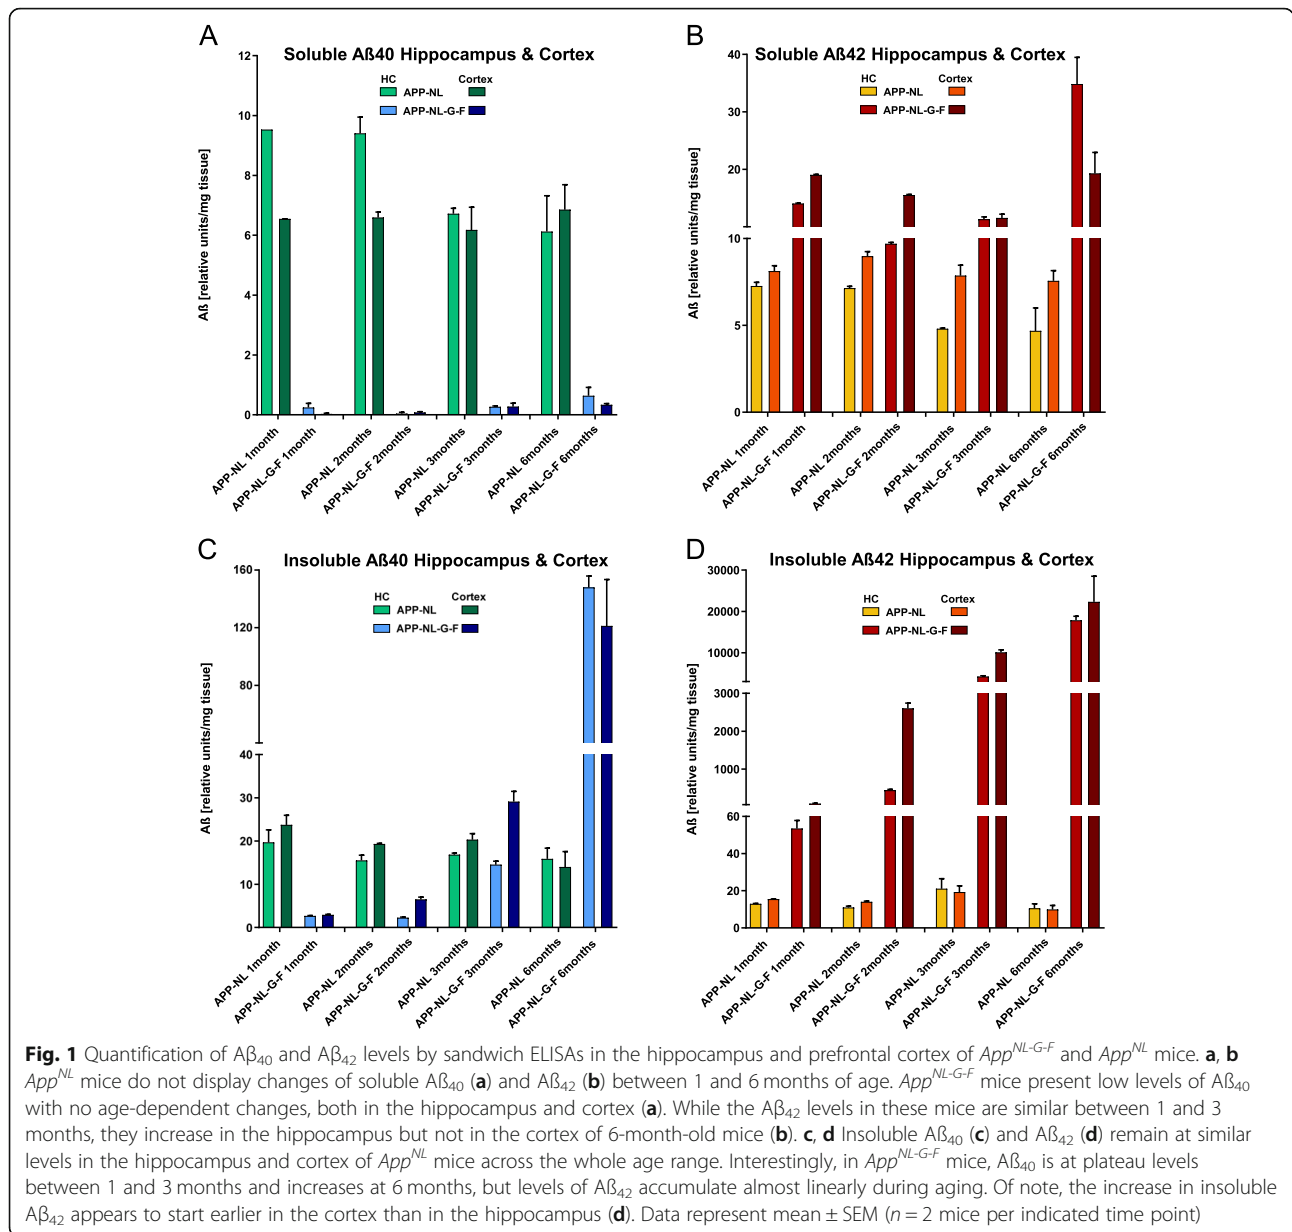 A
Soluble Aß40 Hippocampus & Cortex
HC Cortex
APP-NL
APP-NL-G-F
Aß [relative units/mg tissue]
12
10
8
6
4
2
0
APP-NL 1month
APP-NL-G-F 1month
APP-NL 2months
APP-NL-G-F 2months
APP-NL 3months
APP-NL-G-F 3months
APP-NL 6months
APP-NL-G-F 6months
B
Soluble Aß42 Hippocampus & Cortex
HC Cortex
APP-NL
APP-NL-G-F
Aß [relative units/mg tissue]
40
30
20
10
5
0
APP-NL 1month
APP-NL-G-F 1month
APP-NL 2months
APP-NL-G-F 2months
APP-NL 3months
APP-NL-G-F 3months
APP-NL 6months
APP-NL-G-F 6months
C
Insoluble Aß40 Hippocampus & Cortex
HC Cortex
APP-NL
APP-NL-G-F
Aß [relative units/mg tissue]
160
120
80
40
30
20
10
0
APP-NL 1month
APP-NL-G-F 1month
APP-NL 2months
APP-NL-G-F 2months
APP-NL 3months
APP-NL-G-F 3months
APP-NL 6months
APP-NL-G-F 6months
D
Insoluble Aß42 Hippocampus & Cortex
HC Cortex
APP-NL
APP-NL-G-F
Aß [relative units/mg tissue]
30000
20000
10000
3000
2000
1000
60
40
20
0
APP-NL 1month
APP-NL-G-F 1month
APP-NL 2months
APP-NL-G-F 2months
APP-NL 3months
APP-NL-G-F 3months
APP-NL 6months
APP-NL-G-F 6months
Fig. 1 Quantification of Aβ40 and Aβ42 levels by sandwich ELISAs in the hippocampus and prefrontal cortex of App^NL-G-F and App^NL mice. a, b
App^NL mice do not display changes of soluble Aβ40 (a) and Aβ42 (b) between 1 and 6 months of age. App^NL-G-F mice present low levels of Aβ40
with no age-dependent changes, both in the hippocampus and cortex (a). While the Aβ42 levels in these mice are similar between 1 and 3
months, they increase in the hippocampus but not in the cortex of 6-month-old mice (b). c, d Insoluble Aβ40 (c) and Aβ42 (d) remain at similar
levels in the hippocampus and cortex of App^NL mice across the whole age range. Interestingly, in App^NL-G-F mice, Aβ40 is at plateau levels
between 1 and 3 months and increases at 6 months, but levels of Aβ42 accumulate almost linearly during aging. Of note, the increase in insoluble
Aβ42 appears to start earlier in the cortex than in the hippocampus (d). Data represent mean ± SEM (n = 2 mice per indicated time point)